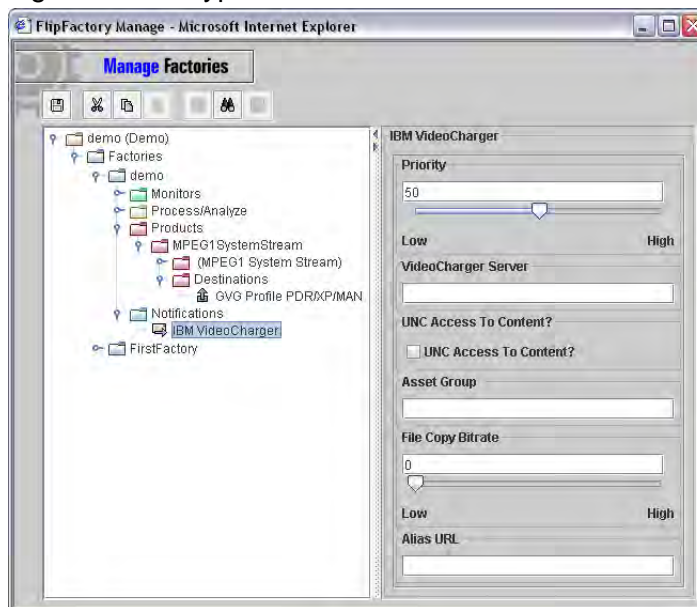 FlipFactory Manage - Microsoft Internet Explorer
Manage Factories
demo (Demo)
Factories
demo
Monitors
Process/Analyze
Products
MPEG1SystemStream
(MPEG1 System Stream)
Destinations
GVG Profile PDR/XP/MAN
Notifications
IBM VideoCharger
FirstFactory
IBM VideoCharger
Priority
50
Low High
VideoCharger Server
UNC Access To Content?
UNC Access To Content?
Asset Group
File Copy Bitrate
0
Low High
Alias URL